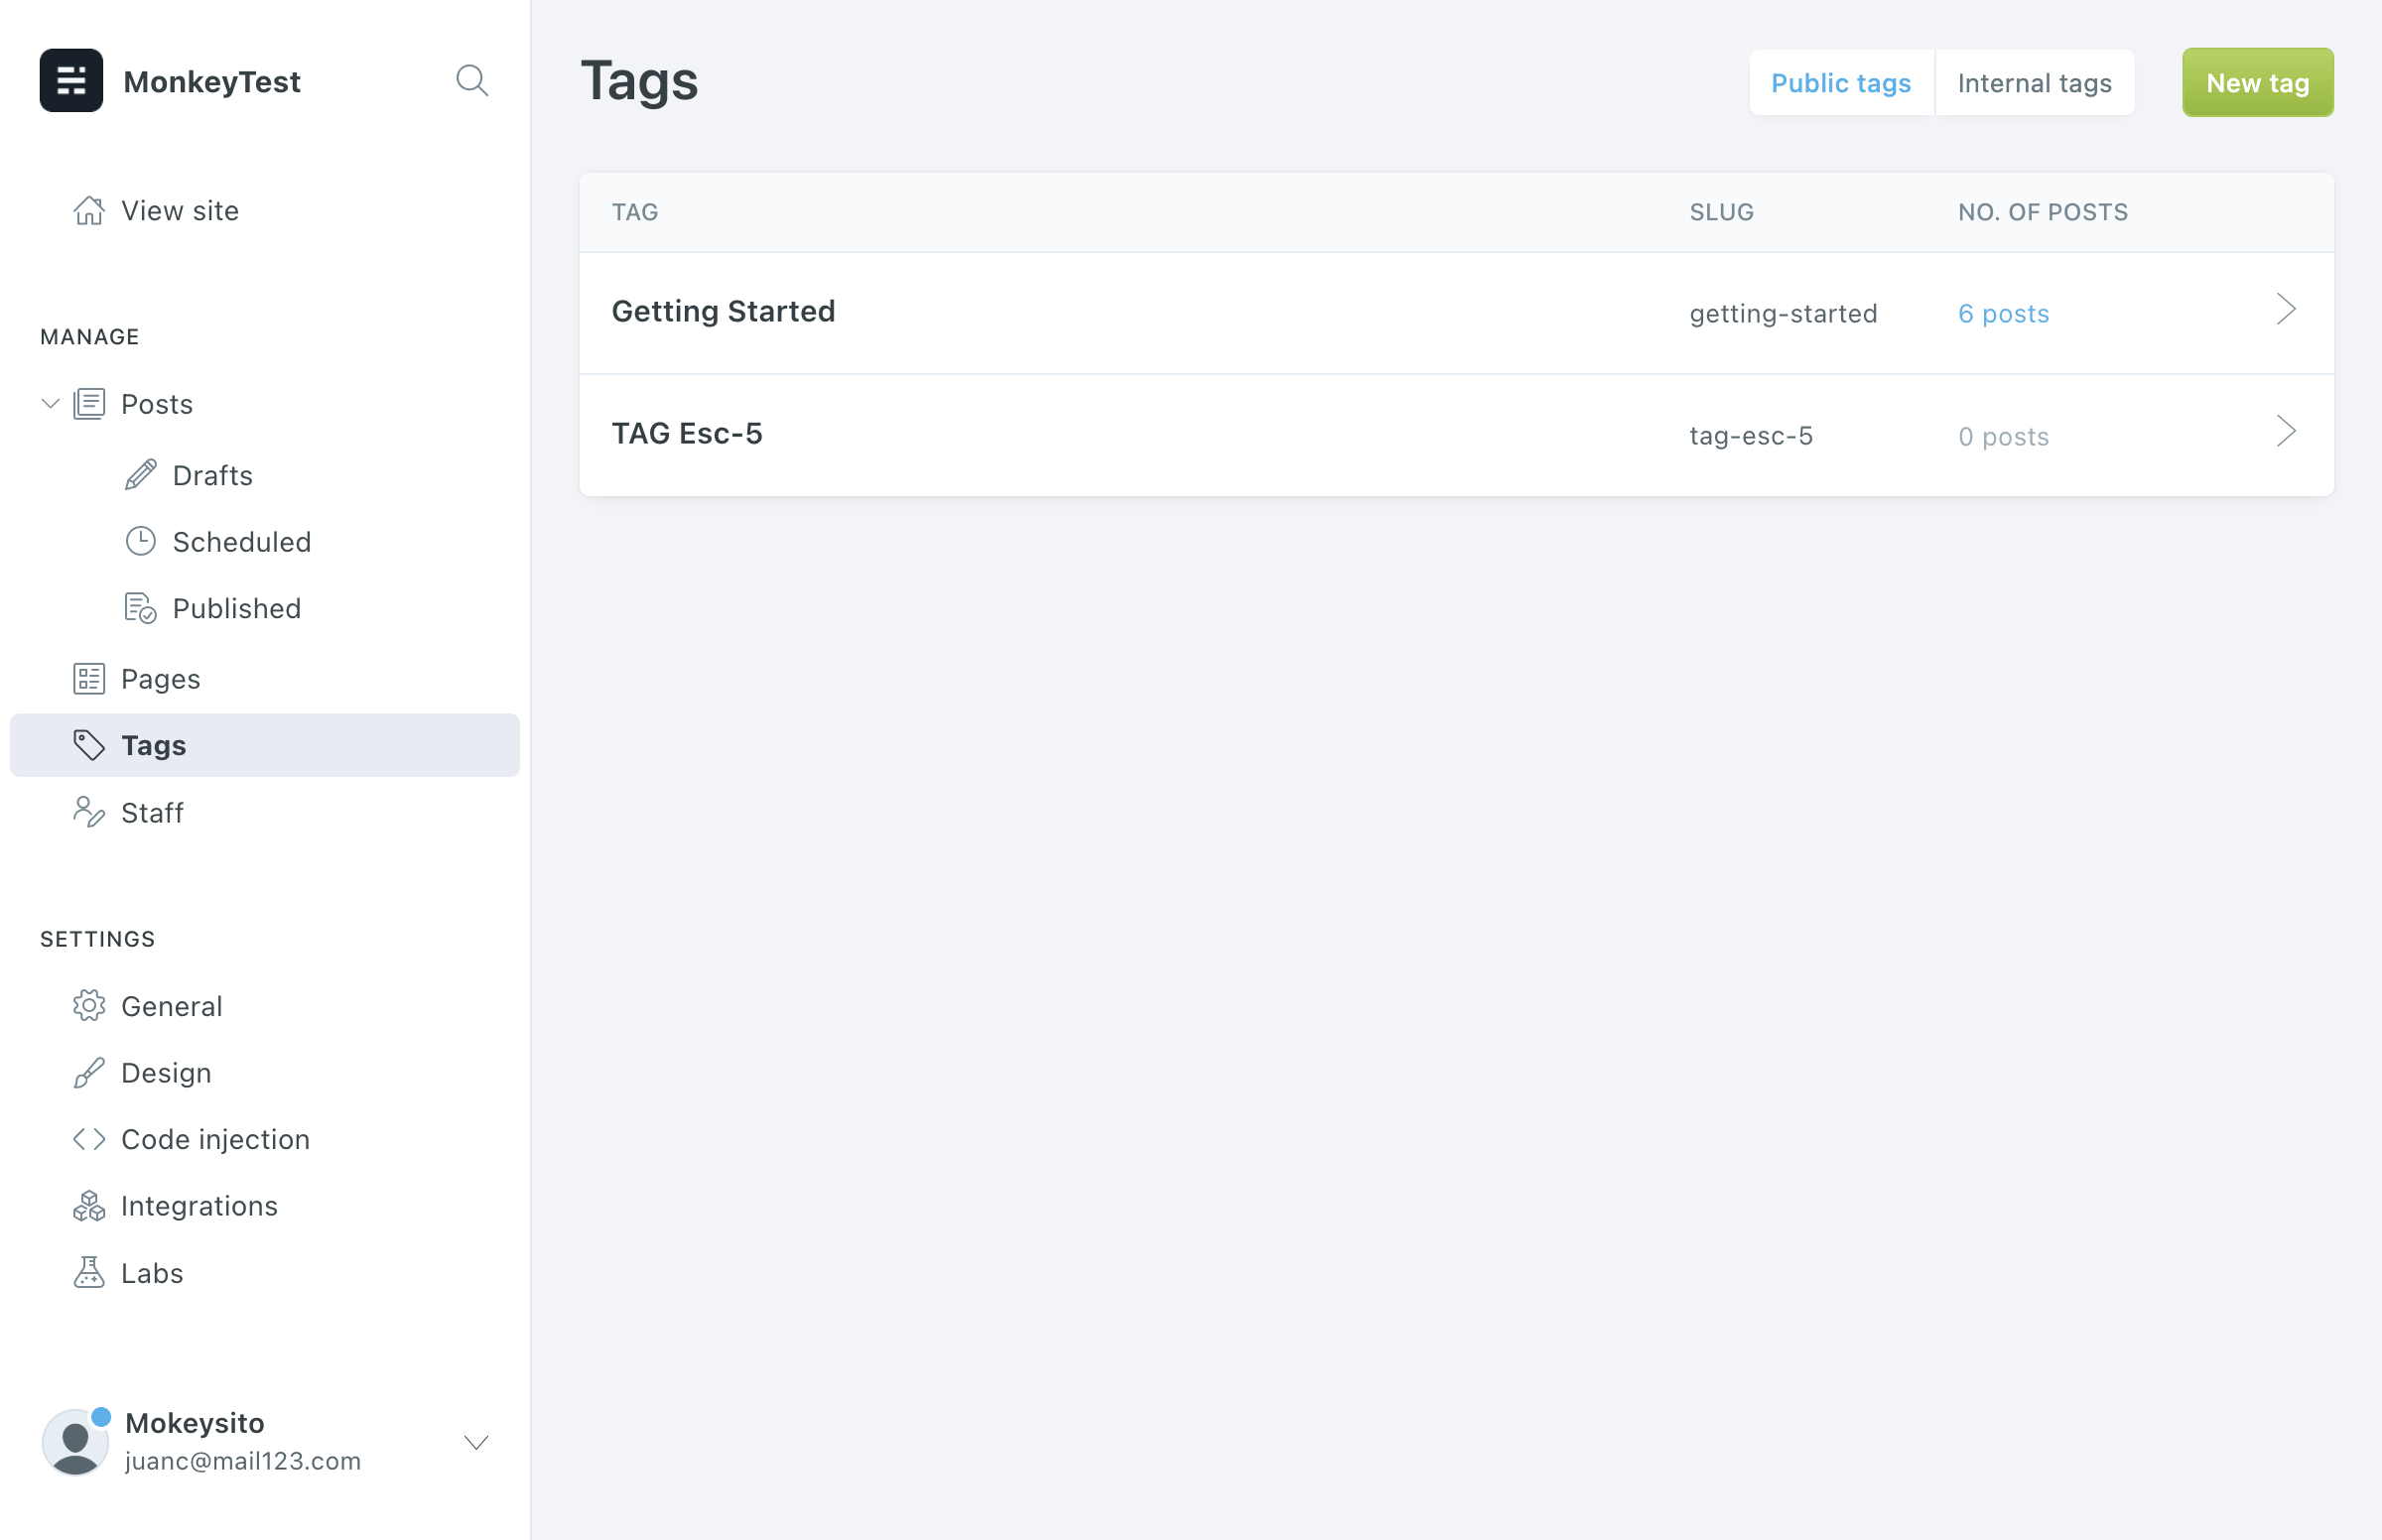 MonkeyTest
View site
MANAGE
Posts
Drafts
Scheduled
Published
Pages
Tags
Staff
SETTINGS
General
Design
Code injection
Integrations
Labs
Mokeysito
juanc@mail123.com
Tags
Public tags Internal tags New tag
TAG SLUG NO. OF POSTS
Getting Started getting-started 6 posts
TAG Esc-5 tag-esc-5 0 posts